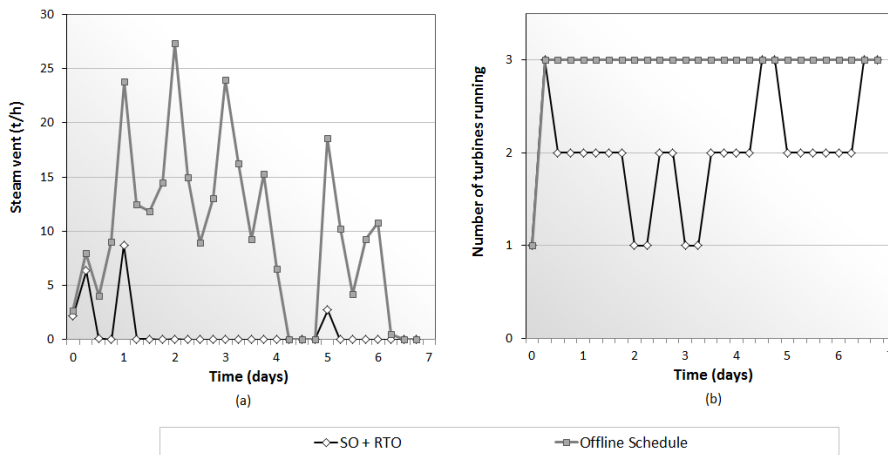 30
25
20
15
10
5
0
Steam vent (t/h)
0 1 2 3 4 5 6 7
Time (days)
(a)
3
2
1
0
Number of turbines running
0 1 2 3 4 5 6
Time (days)
(b)
SO + RTO
Offline Schedule